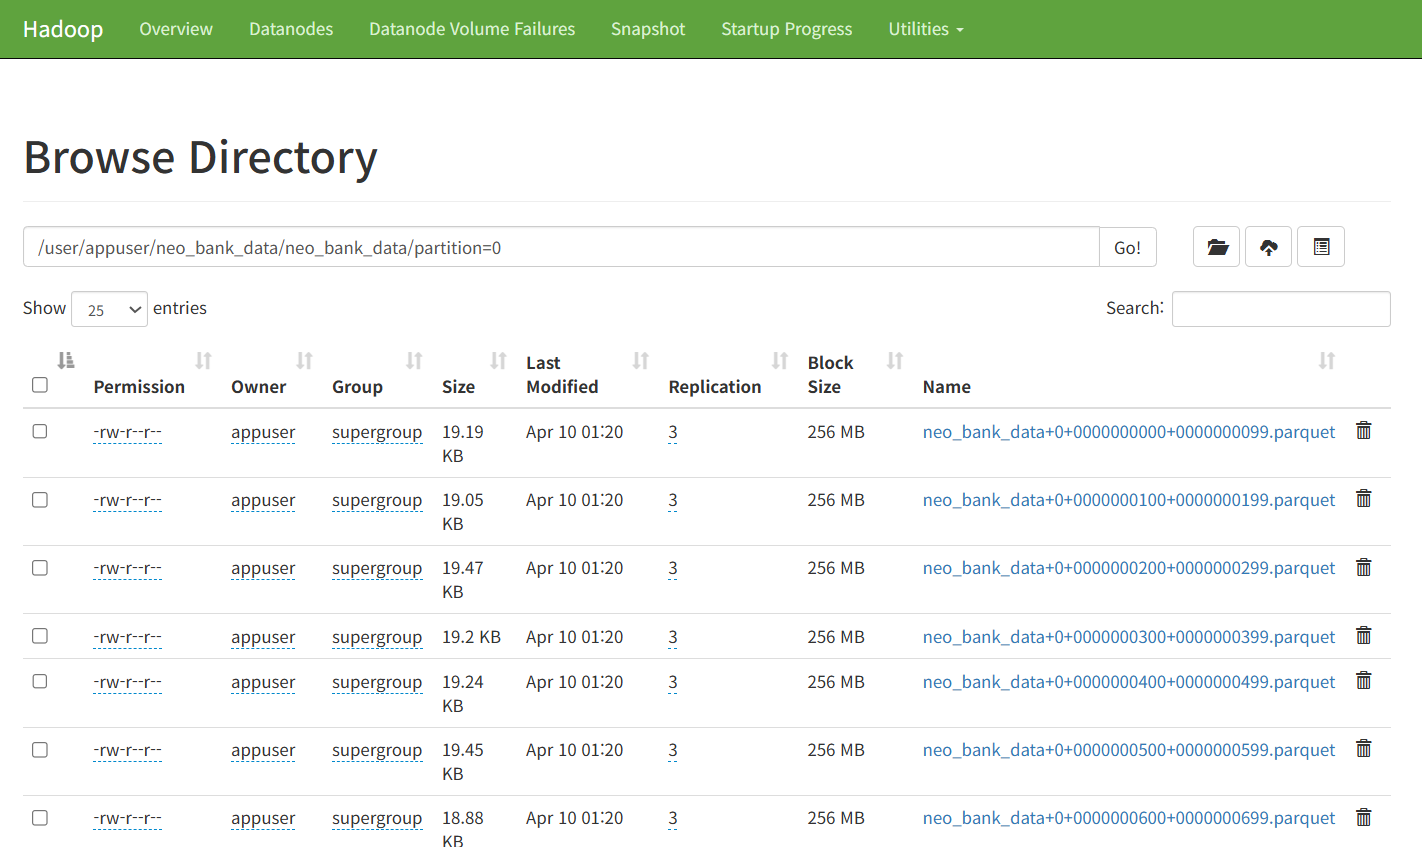 Hadoop Overview Datanodes Datanode Volume Failures Snapshot Startup Progress Utilities
Browse Directory
/user/appuser/neo_bank_data/neo_bank_data/partition=0 Go!
Show 25 entries Search:
Permission Owner Group Size Last Modified Replication Block Size Name
-rw-r--r-- appuser supergroup 19.19 KB Apr 10 01:20 3 256 MB neo_bank_data+0+0000000000+0000000099.parquet
-rw-r--r-- appuser supergroup 19.05 KB Apr 10 01:20 3 256 MB neo_bank_data+0+0000000100+0000000199.parquet
-rw-r--r-- appuser supergroup 19.47 KB Apr 10 01:20 3 256 MB neo_bank_data+0+0000000200+0000000299.parquet
-rw-r--r-- appuser supergroup 19.2 KB Apr 10 01:20 3 256 MB neo_bank_data+0+0000000300+0000000399.parquet
-rw-r--r-- appuser supergroup 19.24 KB Apr 10 01:20 3 256 MB neo_bank_data+0+0000000400+0000000499.parquet
-rw-r--r-- appuser supergroup 19.45 KB Apr 10 01:20 3 256 MB neo_bank_data+0+0000000500+0000000599.parquet
-rw-r--r-- appuser supergroup 18.88 KB Apr 10 01:20 3 256 MB neo_bank_data+0+0000000600+0000000699.parquet